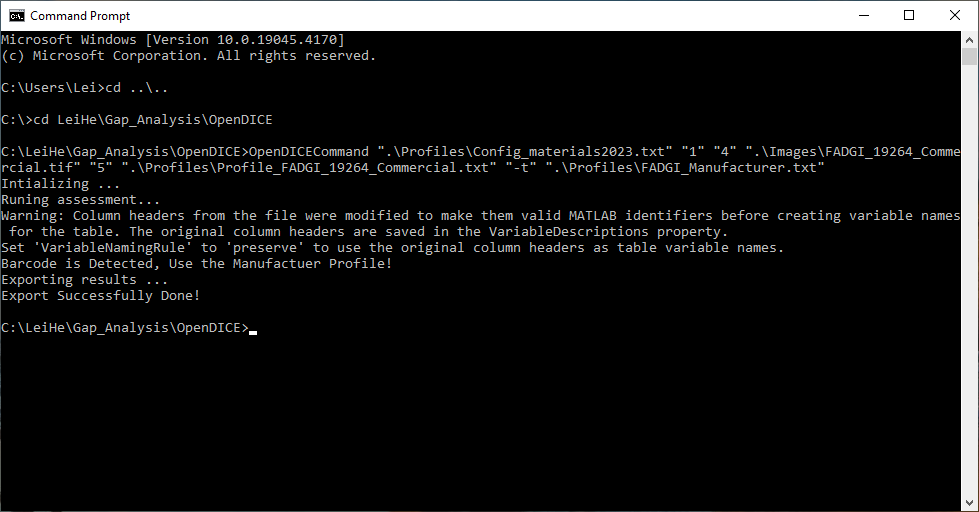 Command Prompt
Microsoft Windows [Version 10.0.19045.4170]
(c) Microsoft Corporation. All rights reserved.
C:\Users\Lei>cd ..\..
C:\>cd LeiHe\Gap_Analysis\OpenDICE
C:\LeiHe\Gap_Analysis\OpenDICE>OpenDICECommand ".\Profiles\Config_materials2023.txt" "1" "4" ".\Images\FADGI_19264_Comme
rcial.tif" "5" ".\Profiles\Profile_FADGI_19264_Commercial.txt" "-t" ".\Profiles\FADGI_Manufacturer.txt"
Intializing ...
Runing assessment...
Warning: Column headers from the file were modified to make them valid MATLAB identifiers before creating variable names
 for the table. The original column headers are saved in the VariableDescriptions property.
Set 'VariableNamingRule' to 'preserve' to use the original column headers as table variable names.
Barcode is Detected, Use the Manufactuer Profile!
Exporting results ...
Export Successfully Done!
C:\LeiHe\Gap_Analysis\OpenDICE>